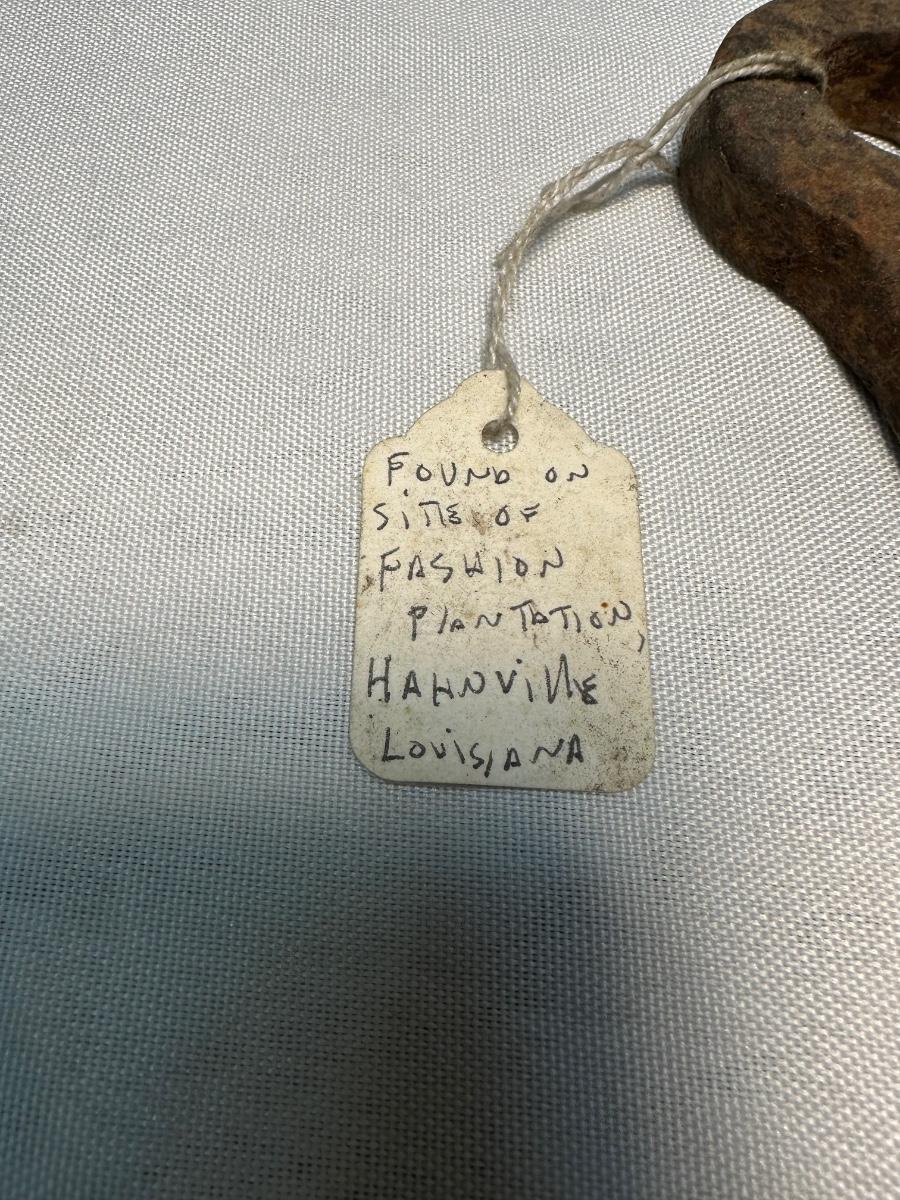 FOUND ON
SiTE OF
FASHION
PlANTATION,
HAHNVillE
LOUiSiANA